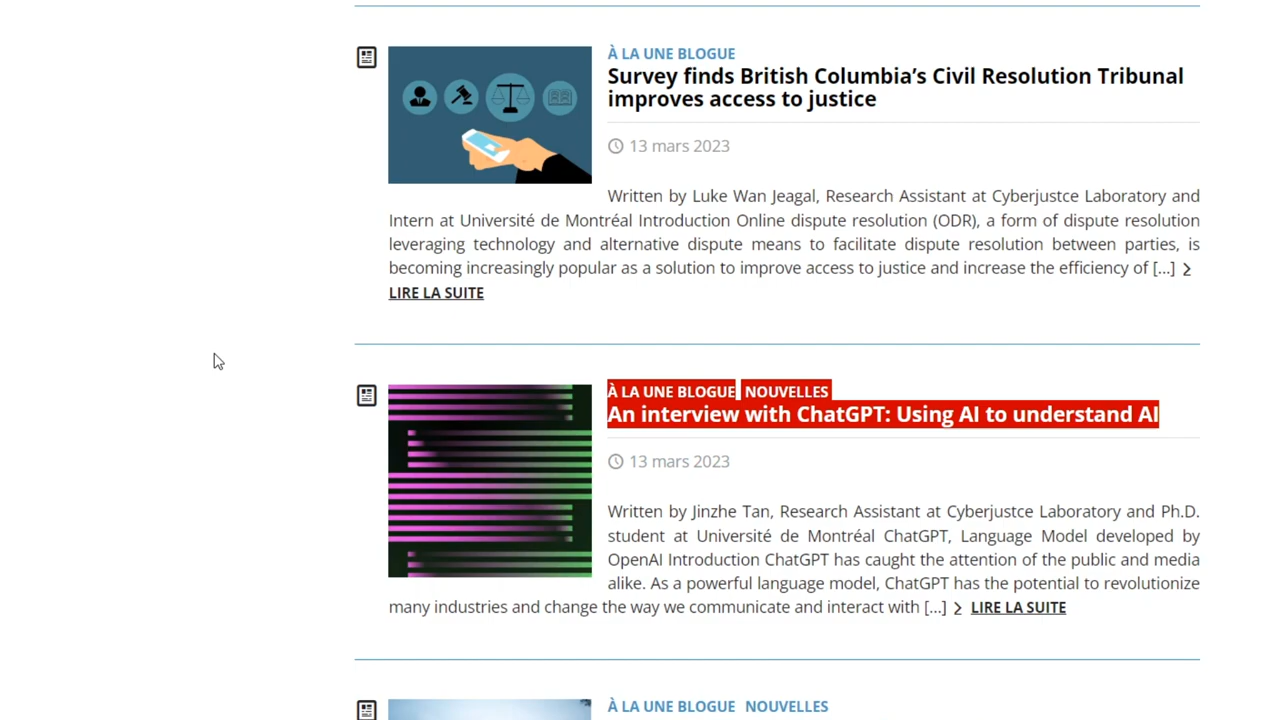 À LA UNE BLOGUE
Survey finds British Columbia’s Civil Resolution Tribunal
improves access to justice
13 mars 2023
Written by Luke Wan Jeagal, Research Assistant at Cyberjustce Laboratory and
Intern at Université de Montréal Introduction Online dispute resolution (ODR), a form of dispute resolution
leveraging technology and alternative dispute means to facilitate dispute resolution between parties, is
becoming increasingly popular as a solution to improve access to justice and increase the efficiency of [...] >
LIRE LA SUITE
À LA UNE BLOGUE NOUVELLES
An interview with ChatGPT: Using AI to understand AI
13 mars 2023
Written by Jinzhe Tan, Research Assistant at Cyberjustce Laboratory and Ph.D.
student at Université de Montréal ChatGPT, Language Model developed by
OpenAI Introduction ChatGPT has caught the attention of the public and media
alike. As a powerful language model, ChatGPT has the potential to revolutionize
many industries and change the way we communicate and interact with [...] > LIRE LA SUITE
À LA UNE BLOGUE NOUVELLES